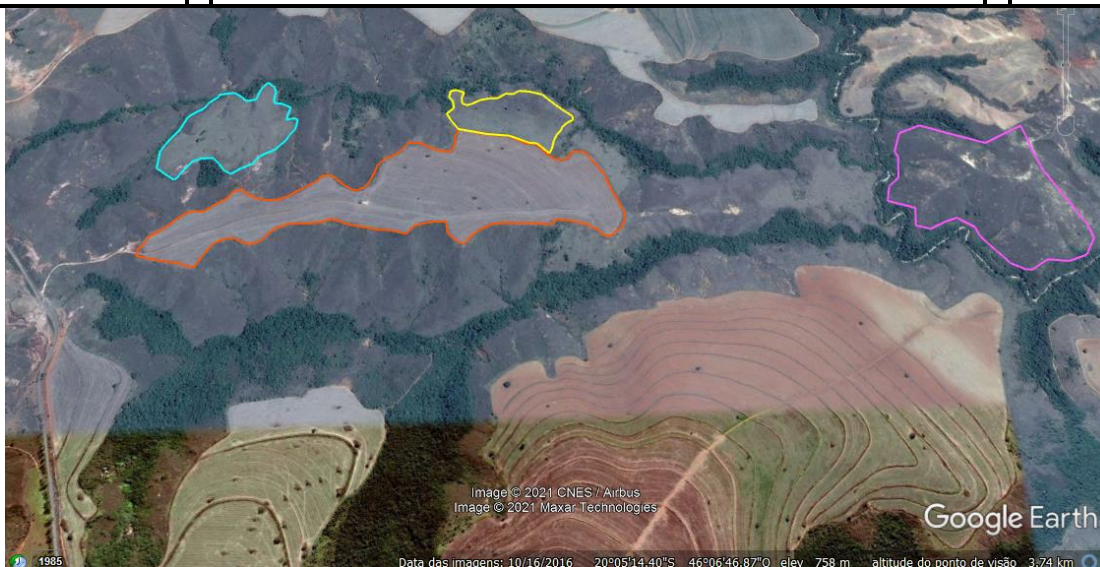 Image © 2021 CNES / Airbus
Image © 2021 Maxar Technologies
Google Earth
1985
Data das imagens: 10/16/2016 20°05'14.40"S 46°06'46.87"O elev 758 m altitude do ponto de visão 3.74 km